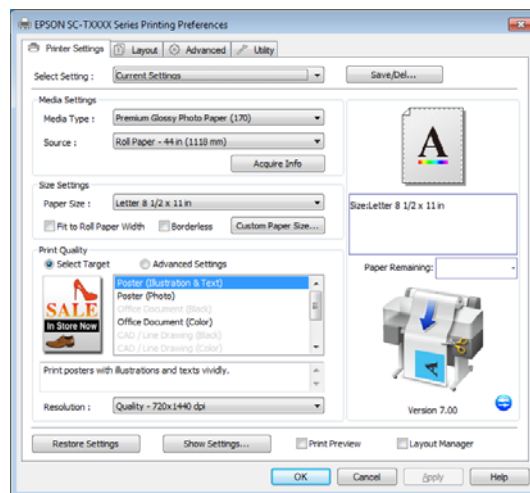 EPSON SC-TXXXX Series Printing Preferences
Printer Settings Layout Advanced Utility
Select Setting : Current Settings Save/Del...
Media Settings
Media Type : Premium Glossy Photo Paper (170)
Source : Roll Paper - 44 in (1118 mm)
Acquire Info
A
Size Settings
Paper Size : Letter 8 1/2 x 11 in
Fit to Roll Paper Width Borderless Custom Paper Size...
Size:Letter 8 1/2 x 11 in
Print Quality
Select Target Advanced Settings
SALE
In Store Now
Poster (Illustration & Text)
Poster (Photo)
Office Document (Black)
Office Document (Color)
CAD / Line Drawing (Black)
CAD / Line Drawing (Color)
Print posters with illustrations and texts vividly.
Resolution : Quality - 720x1440 dpi
Paper Remaining: -
A
Version 7.00
Restore Settings Show Settings... Print Preview Layout Manager
OK Cancel Apply Help